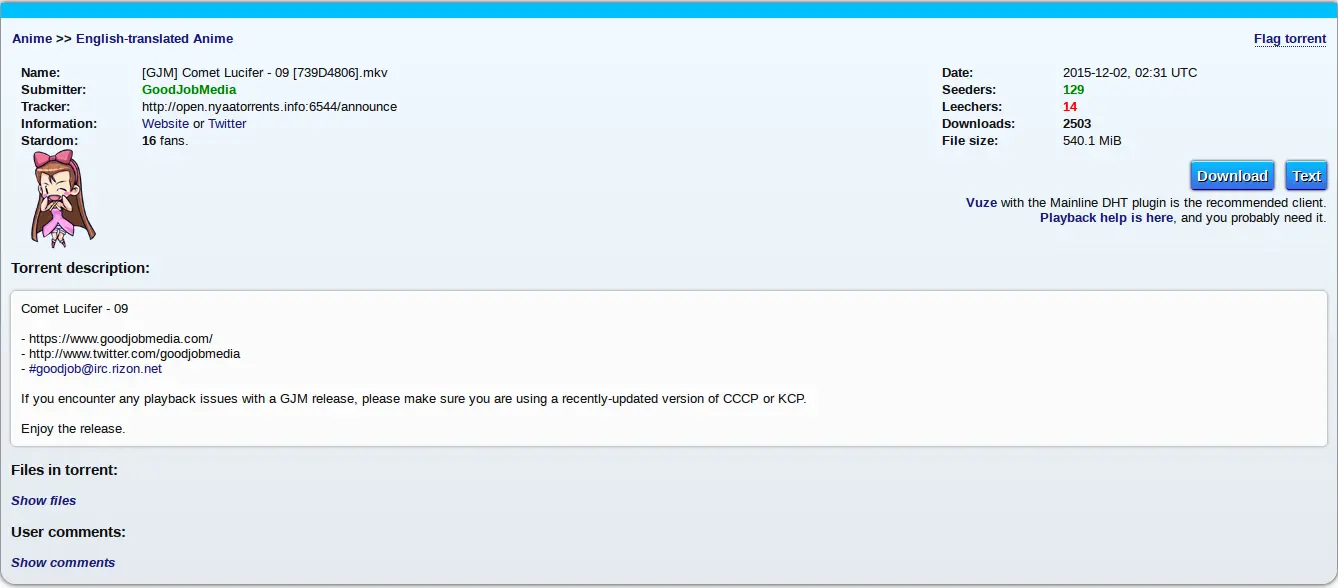 Anime >> English-translated Anime Flag torrent
Name: [GJM] Comet Lucifer - 09 [739D4806].mkv Date: 2015-12-02, 02:31 UTC
Submitter: GoodJobMedia Seeders: 129
Tracker: http://open.nyaatorrents.info:6544/announce Leechers: 14
Information: Website or Twitter Downloads: 2503
Stardom: 16 fans. File size: 540.1 MiB
Download Text
Vuze with the Mainline DHT plugin is the recommended client.
Playback help is here, and you probably need it.
Torrent description:
Comet Lucifer - 09
- https://www.goodjobmedia.com/
- http://www.twitter.com/goodjobmedia
- #goodjob@irc.rizon.net
If you encounter any playback issues with a GJM release, please make sure you are using a recently-updated version of CCCP or KCP.
Enjoy the release.
Files in torrent:
Show files
User comments:
Show comments